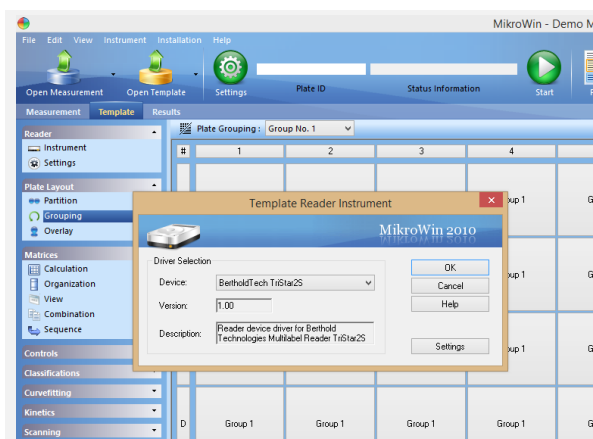 MikroWin - Demo M
File Edit View Instrument Installation Help
Open Measurement Open Template Settings Plate ID Status Information Start
Measurement Template Results
Reader
Instrument
Settings
Plate Layout
Partition
Grouping
Overlay
Matrices
Calculation
Organization
View
Combination
Sequence
Controls
Classifications
Curvefitting
Kinetics
Scanning
Plate Grouping : Group No. 1
# 1 2 3 4
Template Reader Instrument
MikroWin 2010
Driver Selection
Device: BertholdTech TriStar2S
Version: 1.00
Description: Reader device driver for Berthold
Technologies Multilabel Reader TriStar2S
OK
Cancel
Help
Settings
up 1 G
up 1 G
up 1 G
D Group 1 Group 1 Group 1 Group 1 G